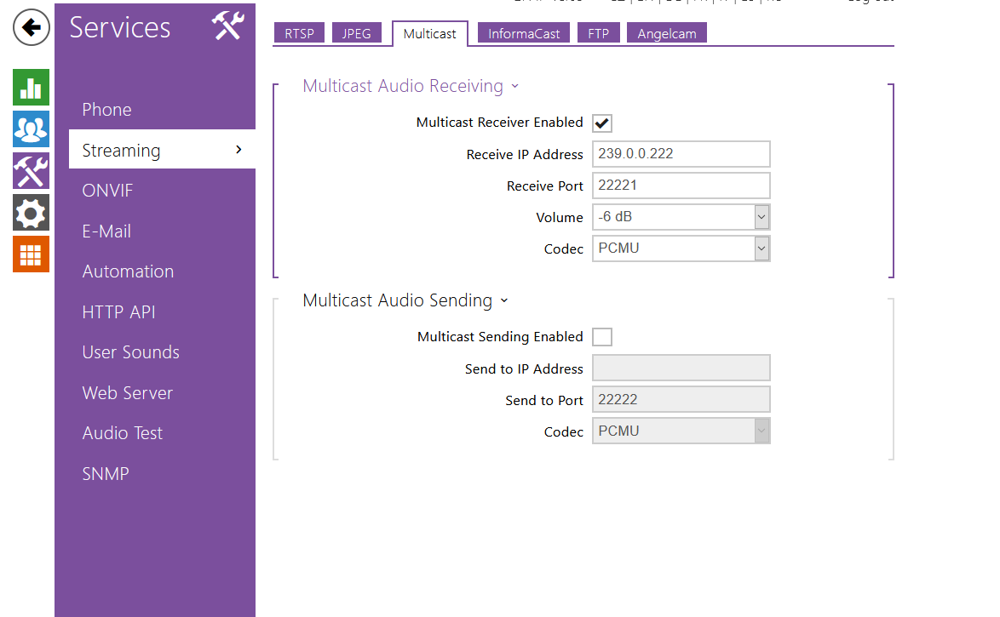 Services
RTSP
JPEG
Multicast
InformaCast
FTP
Angelcam
Phone
Streaming
ONVIF
E-Mail
Automation
HTTP API
User Sounds
Web Server
Audio Test
SNMP
Multicast Audio Receiving
Multicast Receiver Enabled
Receive IP Address 239.0.0.222
Receive Port 22221
Volume -6 dB
Codec PCMU
Multicast Audio Sending
Multicast Sending Enabled
Send to IP Address
Send to Port 22222
Codec PCMU